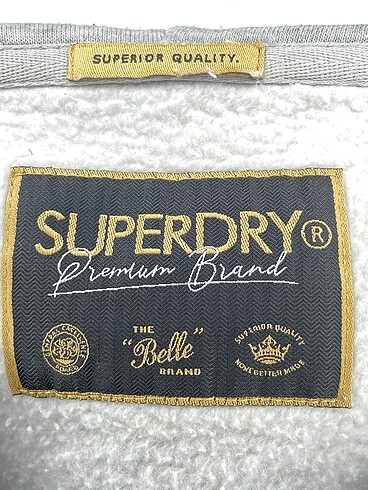 SUPERIOR QUALITY.
SUPERDRY®
Premium Brand
THE
"Belle"
BRAND
SUPERIOR QUALITY
NONE BETTER MADE